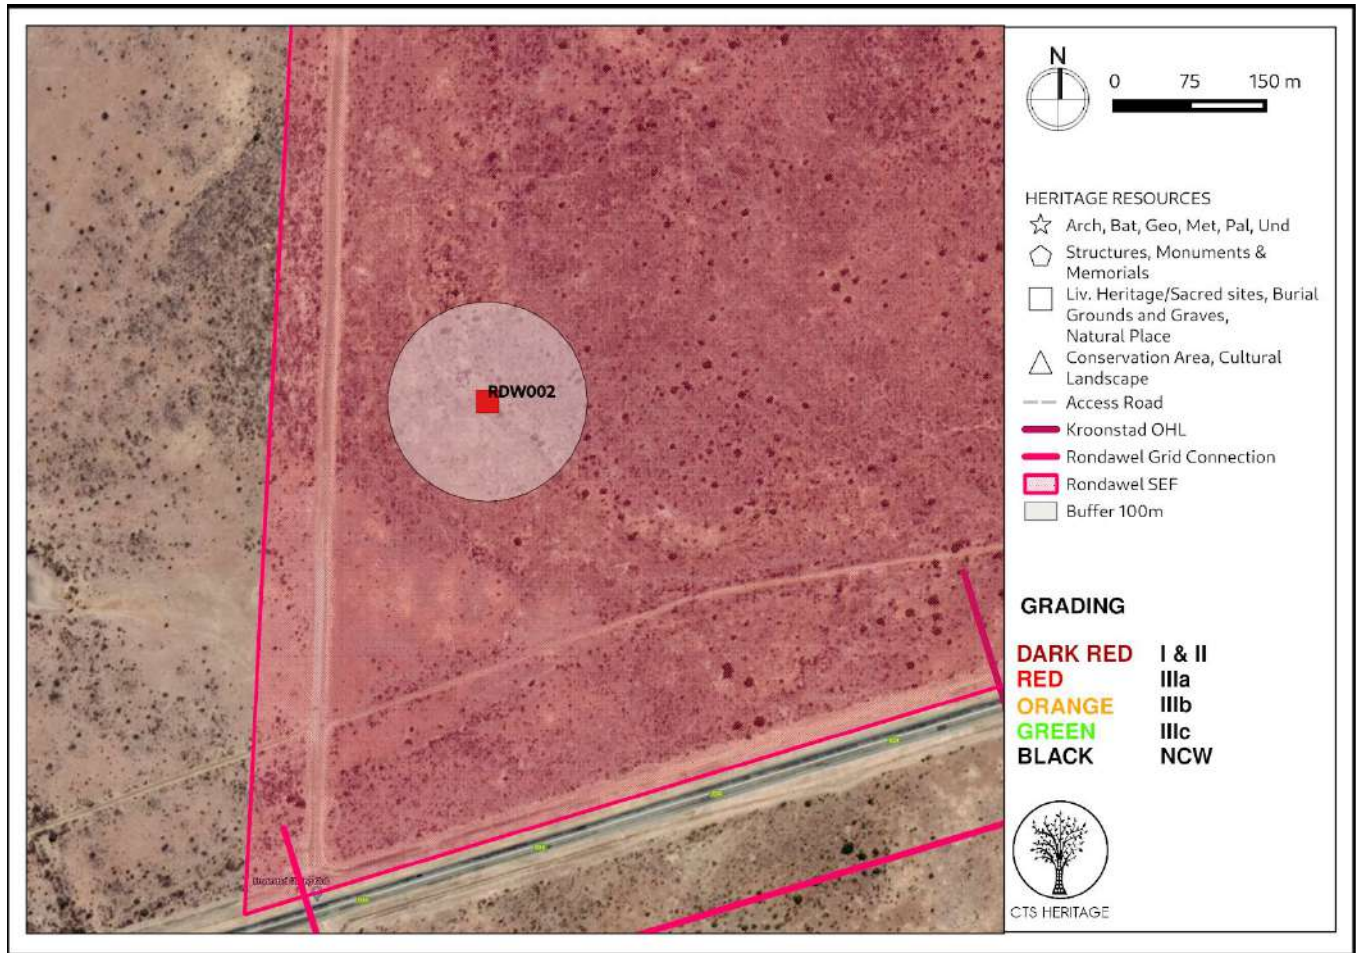 RDW002
N
0 75 150 m
HERITAGE RESOURCES
Arch, Bat, Geo, Met, Pal, Und
Structures, Monuments &
Memorials
Liv. Heritage/Sacred sites, Burial
Grounds and Graves,
Natural Place
Conservation Area, Cultural
Landscape
Access Road
Kroonstad OHL
Rondawel Grid Connection
Rondawel SEF
Buffer 100m
GRADING
DARK RED I & II
RED IIIa
ORANGE IIIb
GREEN IIIc
BLACK NCW
CTS HERITAGE